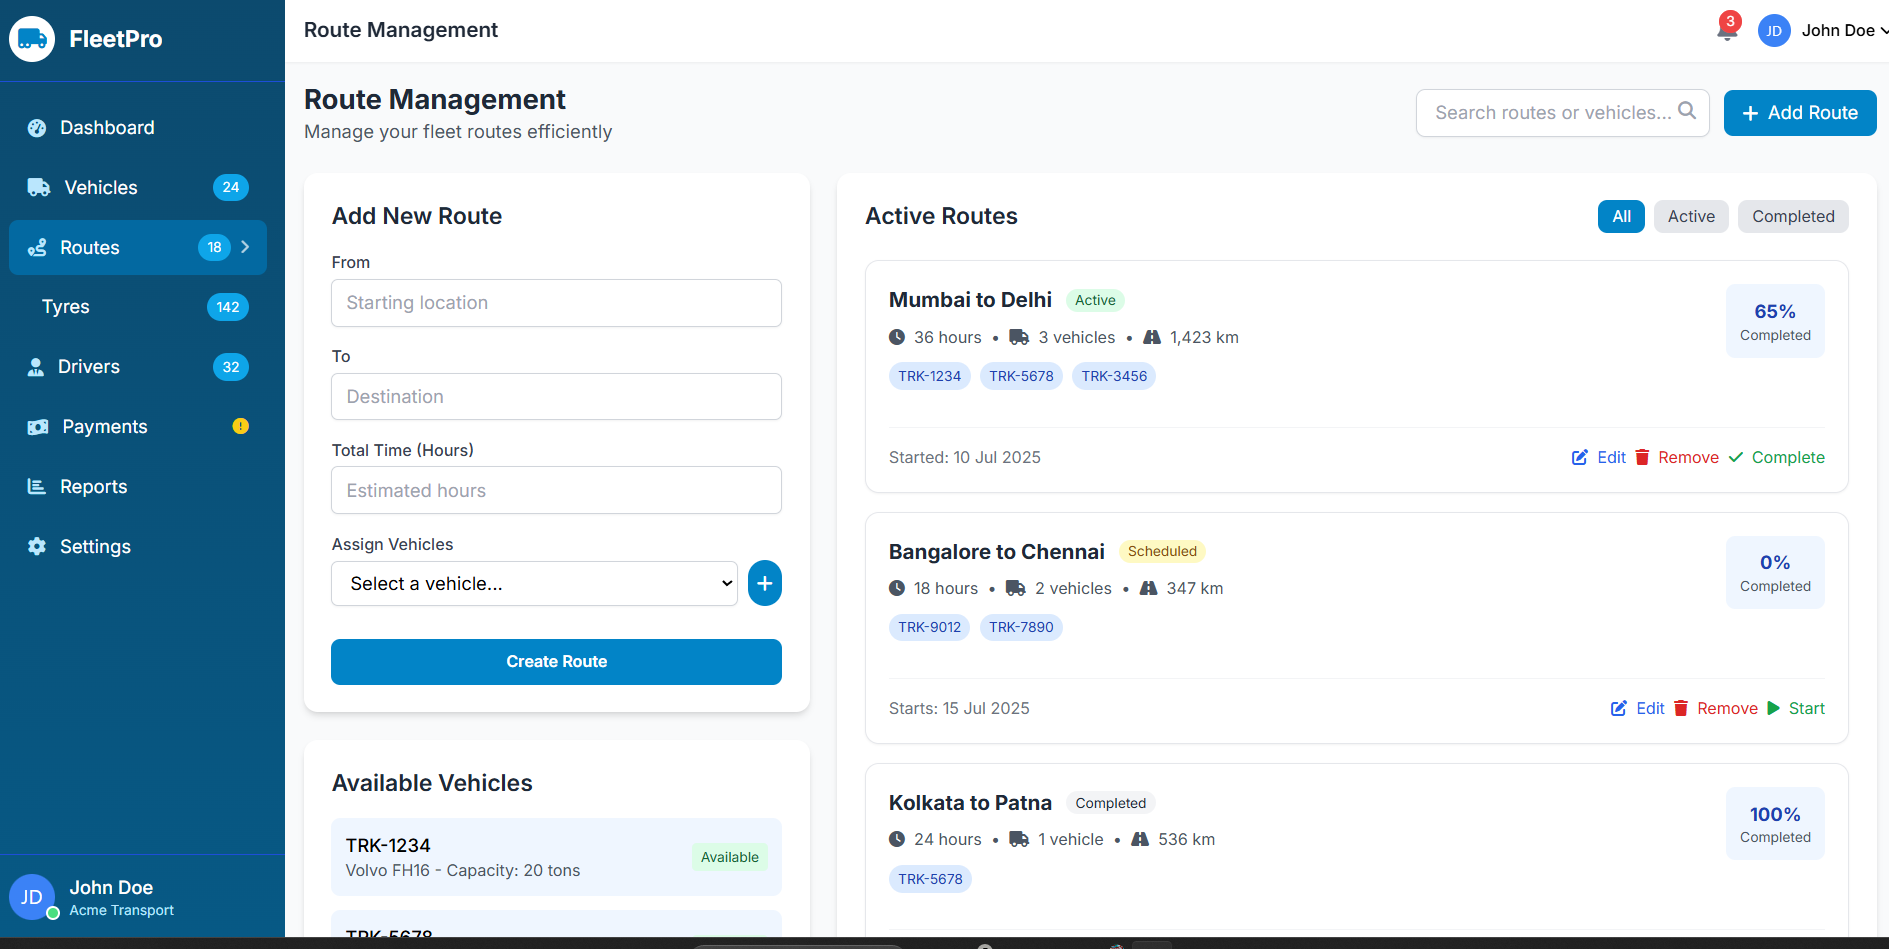 FleetPro
Dashboard
Vehicles 24
Routes 18
Tyres 142
Drivers 32
Payments !
Reports
Settings
JD John Doe
Acme Transport
Route Management
3 JD John Doe
Route Management
Manage your fleet routes efficiently
Search routes or vehicles...
+ Add Route
Add New Route
From
Starting location
To
Destination
Total Time (Hours)
Estimated hours
Assign Vehicles
Select a vehicle...
+
Create Route
Available Vehicles
TRK-1234
Volvo FH16 - Capacity: 20 tons
Available
TRK-5678
Active Routes
All Active Completed
Mumbai to Delhi Active
36 hours • 3 vehicles • 1,423 km
TRK-1234 TRK-5678 TRK-3456
65%
Completed
Started: 10 Jul 2025
Edit Remove Complete
Bangalore to Chennai Scheduled
18 hours • 2 vehicles • 347 km
TRK-9012 TRK-7890
0%
Completed
Starts: 15 Jul 2025
Edit Remove Start
Kolkata to Patna Completed
24 hours • 1 vehicle • 536 km
TRK-5678
100%
Completed